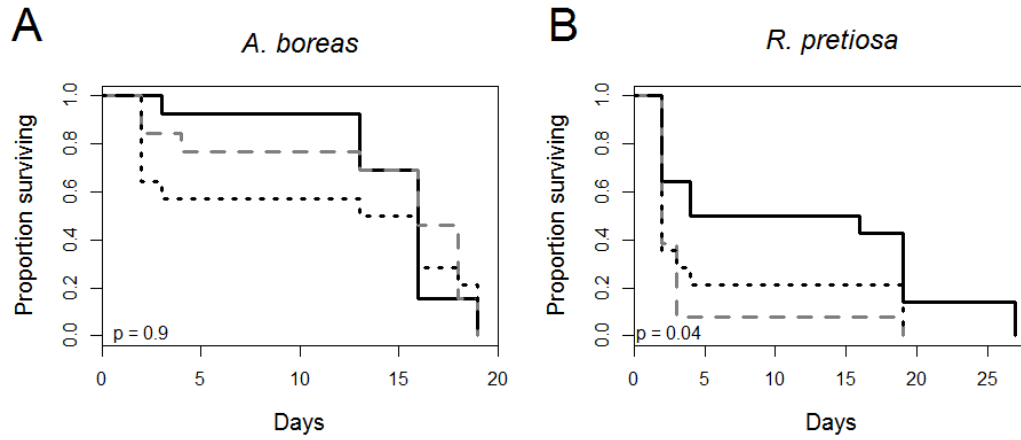 A
A. boreas
Proportion surviving
1.0
0.8
0.6
0.4
0.2
0.0
p = 0.9
0 5 10 15 20
Days
B
R. pretiosa
Proportion surviving
1.0
0.8
0.6
0.4
0.2
0.0
p = 0.04
0 5 10 15 20 25
Days